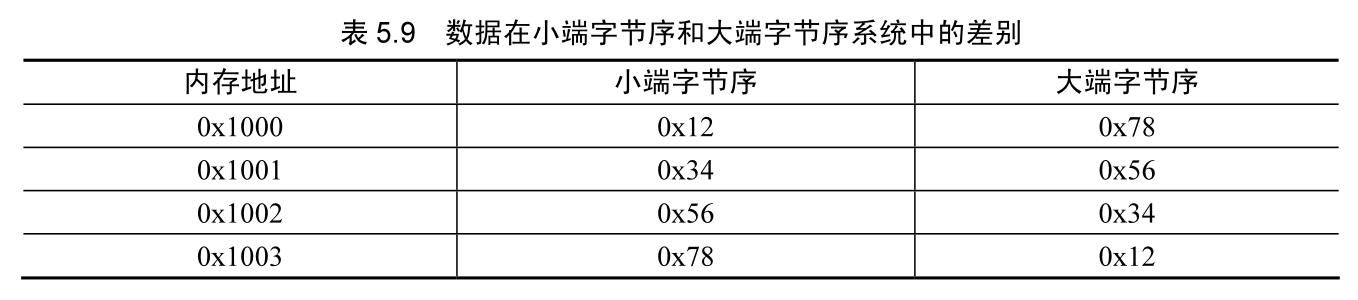 表 5.9 数据在小端字节序和大端字节序系统中的差别
内存地址 小端字节序 大端字节序
0x1000 0x12 0x78
0x1001 0x34 0x56
0x1002 0x56 0x34
0x1003 0x78 0x12